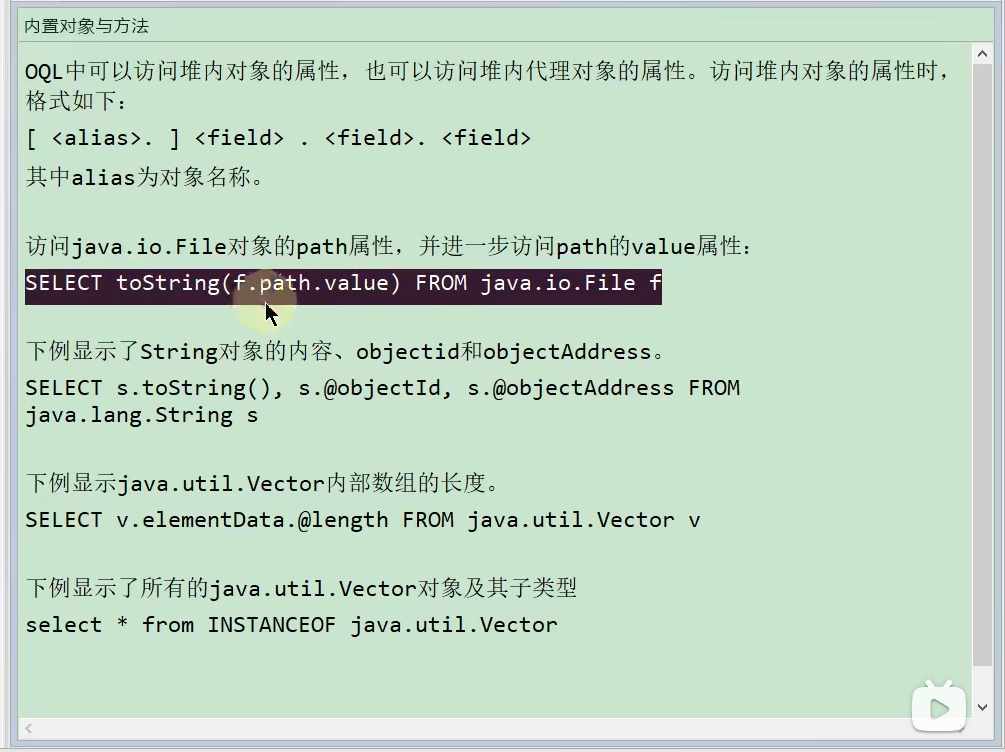 内置对象与方法
OQL中可以访问堆内对象的属性，也可以访问堆内代理对象的属性。访问堆内对象的属性时，
格式如下：
[ <alias>. ] <field> . <field>. <field>
其中alias为对象名称。
访问java.io.File对象的path属性，并进一步访问path的value属性：
SELECT toString(f.path.value) FROM java.io.File f
下例显示了String对象的内容、objectid和objectAddress。
SELECT s.toString(), s.@objectId, s.@objectAddress FROM
java.lang.String s
下例显示java.util.Vector内部数组的长度。
SELECT v.elementData.@length FROM java.util.Vector v
下例显示了所有的java.util.Vector对象及其子类型
select * from INSTANCEOF java.util.Vector